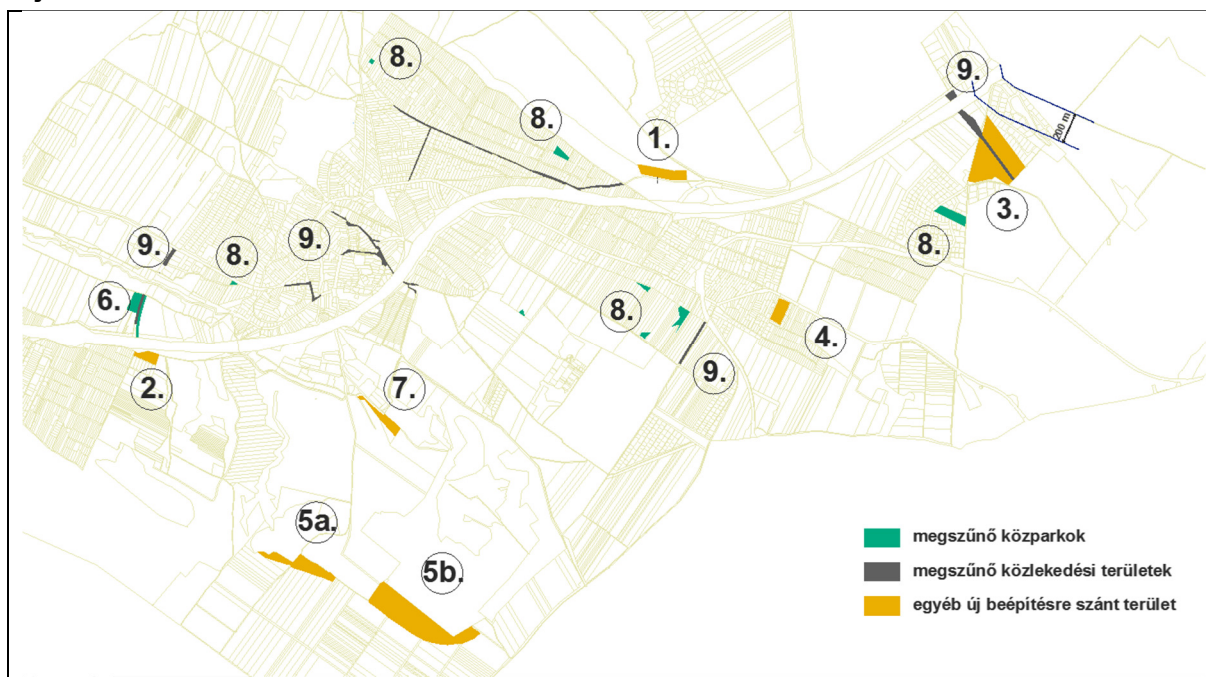 8.
9.
8.
1.
200 m
3.
8.
9.
9.
8.
6.
8.
4.
2.
7.
9.
5a.
5b.
megszűnő közparkok
megszűnő közlekedési területek
egyéb új beépítésre szánt terület